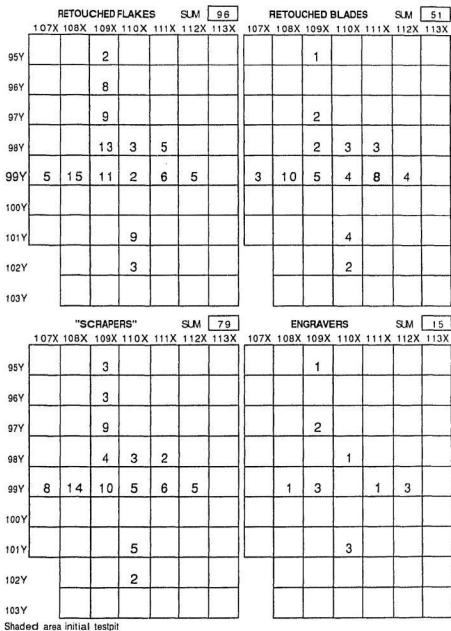 RETOUCHED FLAKES SUM 96
107X 108X 109X 110X 111X 112X 113X
95Y 2
96Y 8
97Y 9
98Y 13 3 5
99Y 5 15 11 2 6 5
100Y
101Y 9
102Y 3
103Y
RETOUCHED BLADES SUM 51
107X 108X 109X 110X 111X 112X 113X
1
2
2 3 3
3 10 5 4 8 4
4
2
"SCRAPERS" SUM 79
107X 108X 109X 110X 111X 112X 113X
95Y 3
96Y 3
97Y 9
98Y 4 3 2
99Y 8 14 10 5 6 5
100Y
101Y 5
102Y 2
103Y
ENGRAVERS SUM 15
107X 108X 109X 110X 111X 112X 113X
1
2
1
1 3 1 3
3
Shaded area initial testpit